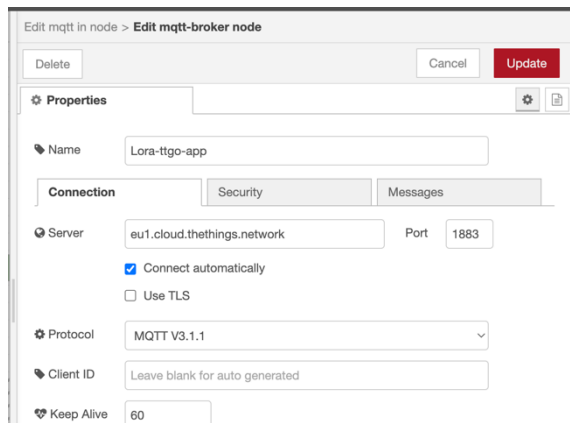 Edit mqtt in node > Edit mqtt-broker node
Delete Cancel Update
Properties
Name Lora-ttgo-app
Connection Security Messages
Server eu1.cloud.thethings.network Port 1883
Connect automatically
Use TLS
Protocol MQTT V3.1.1
Client ID Leave blank for auto generated
Keep Alive 60